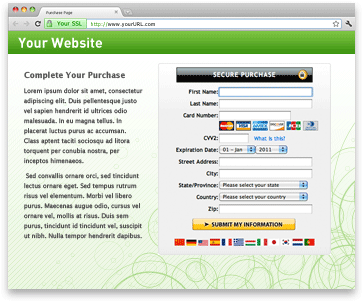 Purchase Page
Your SSL
http://www.yourURL.com
Your Website
Complete Your Purchase
Lorem ipsum dolor sit amet, consectetur
adipiscing elit. Duis pellentesque justo
vel sapien hendrerit id ultrices odio
malesuada. In eu magna tellus. In
placerat luctus purus ac accumsan.
Class aptent taciti sociosqu ad litora
torquent per conubia nostra, per
inceptos himenaeos.
Sed convallis ornare orci, sed tincidunt
lectus ornare eget. Sed tempus rutrum
risus vel elementum. Morbi vel libero
purus. Maecenas augue odio, cursus vel
ornare vel, mollis at risus. Duis sem
purus, tincidunt id tincidunt vel, suscipit
ut nibh. Nulla tempor hendrerit dapibus.
SECURE PURCHASE
First Name:
Last Name:
Card Number:
CVV2:
What is this?
Expiration Date: 01 - Jan 2011
Street Address:
City:
State/Province: Please select your state
Country: Please select your country
Zip:
SUBMIT MY INFORMATION